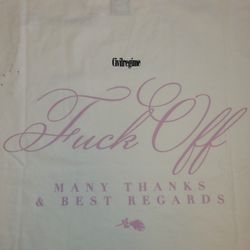 Civilregime
Fuck Off
MANY THANKS
& BEST REGARDS